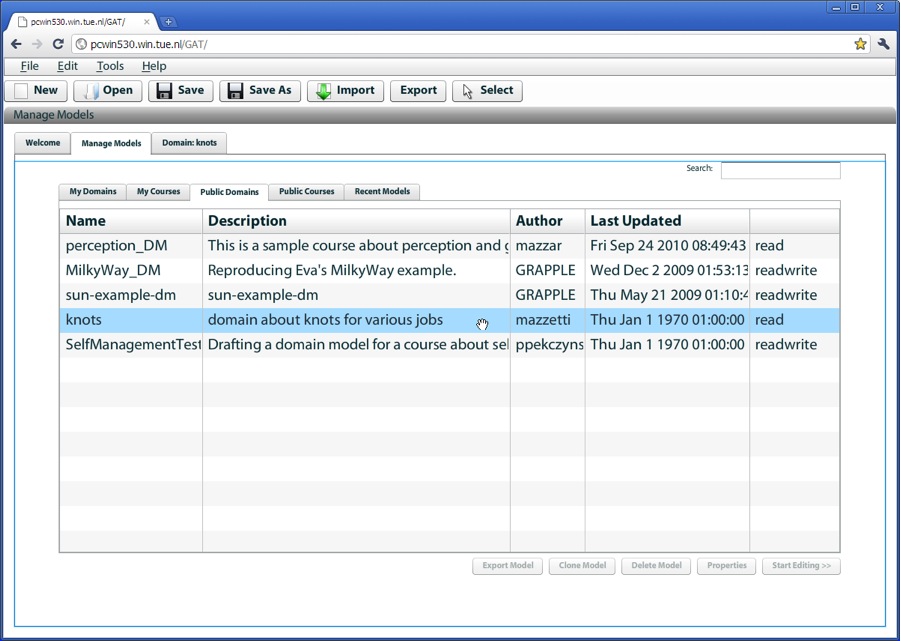 pcwin530.win.tue.nl/GAT/
pcwin530.win.tue.nl/GAT/
File Edit Tools Help
New Open Save Save As Import Export Select
Manage Models
Welcome Manage Models Domain: knots
Search:
My Domains My Courses Public Domains Public Courses Recent Models
Name Description Author Last Updated
perception_DM This is a sample course about perception and mazzar Fri Sep 24 2010 08:49:43 read
MilkyWay_DM Reproducing Eva's MilkyWay example. GRAPPLE Wed Dec 2 2009 01:53:13 readwrite
sun-example-dm sun-example-dm GRAPPLE Thu May 21 2009 01:10:4 readwrite
knots domain about knots for various jobs mazzetti Thu Jan 1 1970 01:00:00 read
SelfManagementTest Drafting a domain model for a course about sel ppekczyns Thu Jan 1 1970 01:00:00 readwrite
Export Model Clone Model Delete Model Properties Start Editing >>